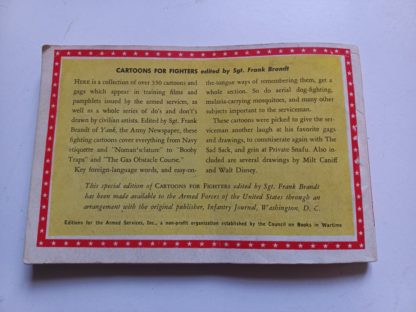 CARTOONS FOR FIGHTERS edited by Sgt. Frank Brandt
HERE is a collection of over 330 cartoons and
gags which appear in training films and
pamphlets issued by the armed services, as
well as a whole series of do's and dont's
drawn by civilian artists. Edited by Sgt. Frank
Brandt of Yank, the Army Newspaper, these
fighting cartoons cover everything from Navy
etiquette and "Noman'sclature" to "Booby
Traps" and "The Gas Obstacle Course."
Key foreign-language words, and easy-on-
the-tongue ways of remembering them, get a
whole section. So do aerial dog-fighting,
malaria-carrying mosquitoes, and many other
subjects important to the serviceman.
These cartoons were picked to give the ser-
viceman another laugh at his favorite gags
and drawings, to commiserate again with The
Sad Sack, and grin at Private Snafu. Also in-
cluded are several drawings by Milt Caniff
and Walt Disney.
This special edition of CARTOONS FOR FIGHTERS edited by Sgt. Frank Brandt
has been made available to the Armed Forces of the United States through an
arrangement with the original publisher, Infantry Journal, Washington, D. C.
Editions for the Armed Services, Inc., a non-profit organization established by the Council on Books in Wartime